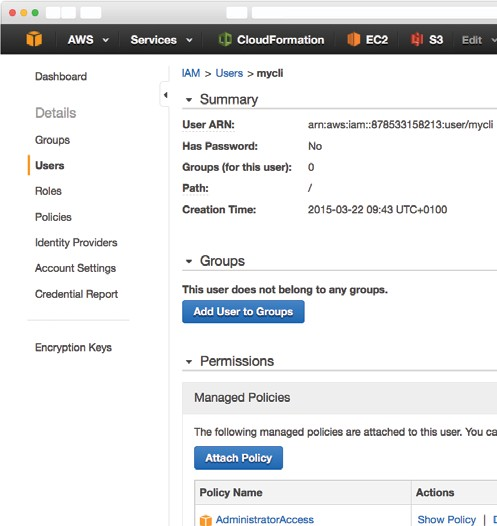 AWS Services CloudFormation EC2 S3 Edit
Dashboard
Details
Groups
Users
Roles
Policies
Identity Providers
Account Settings
Credential Report
Encryption Keys
IAM > Users > mycli
Summary
User ARN: arn:aws:iam::878533158213:user/mycli
Has Password: No
Groups (for this user): 0
Path: /
Creation Time: 2015-03-22 09:43 UTC+0100
Groups
This user does not belong to any groups.
Add User to Groups
Permissions
Managed Policies
The following managed policies are attached to this user. You ca
Attach Policy
Policy Name Actions
AdministratorAccess Show Policy |